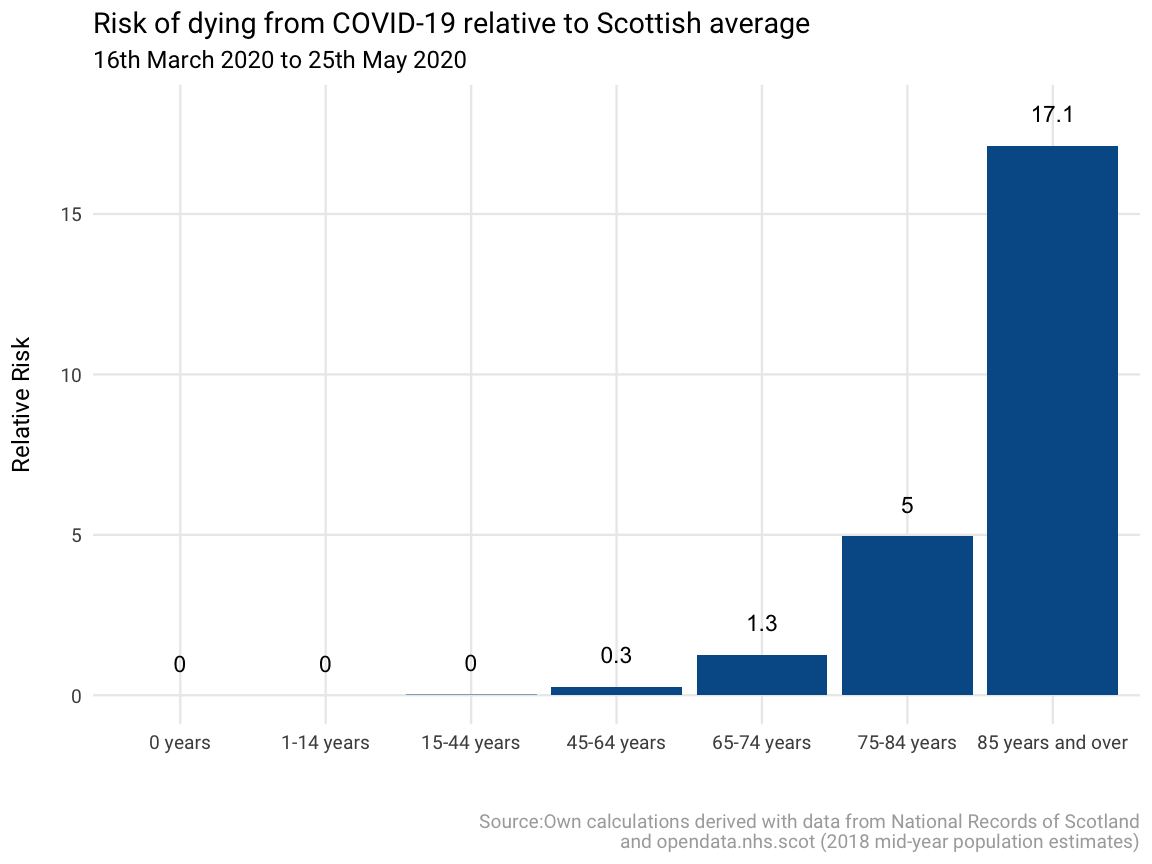 Risk of dying from COVID-19 relative to Scottish average
16th March 2020 to 25th May 2020
17.1
15
Relative Risk
10
5
5
1.3
0.3
0 0 0
0
0 years 1-14 years 15-44 years 45-64 years 65-74 years 75-84 years 85 years and over
Source:Own calculations derived with data from National Records of Scotland
and opendata.nhs.scot (2018 mid-year population estimates)